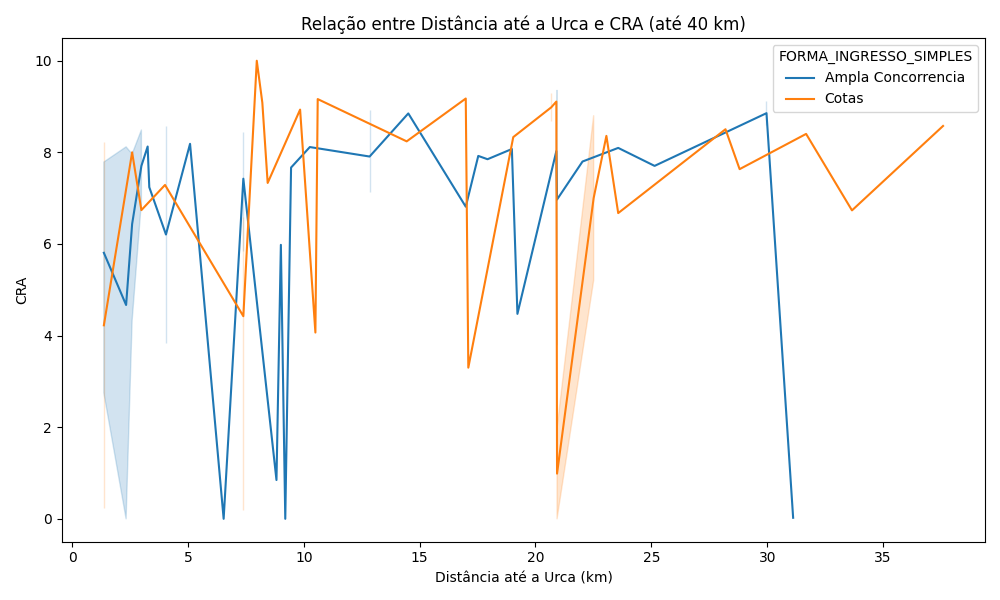 Relação entre Distância até a Urca e CRA (até 40 km)
FORMA_INGRESSO_SIMPLES
Ampla Concorrencia
Cotas
CRA
10
8
6
4
2
0
0 5 10 15 20 25 30 35
Distância até a Urca (km)